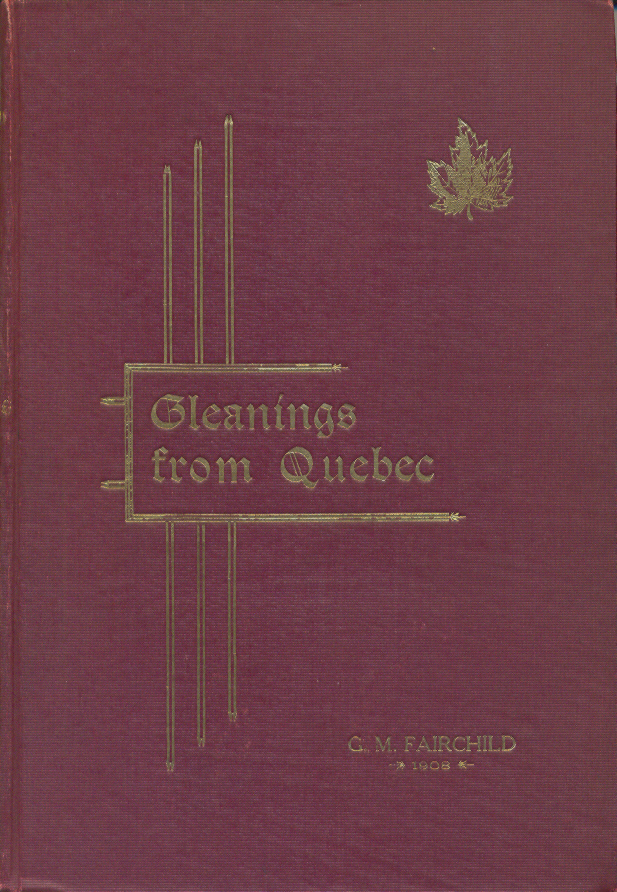 Gleanings
from Quebec
G. M. FAIRCHILD
1908